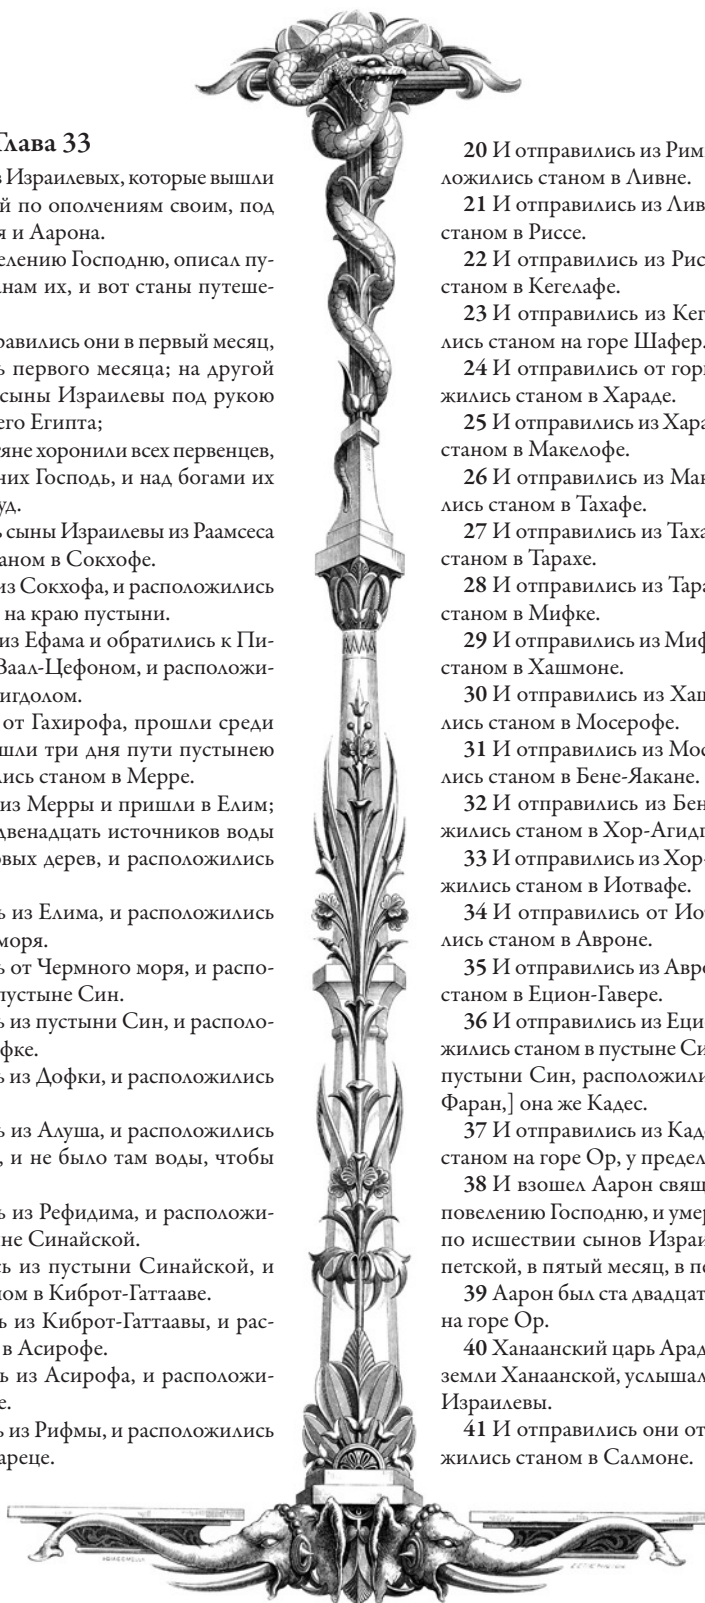 Глава 33
в Израилевых, которые вышли
й по ополчениям своим, под
я и Аарона.
елению Господню, описал пу-
нам их, и вот станы путеше-
равились они в первый месяц,
ь первого месяца; на другой
сыны Израилевы под рукою
его Египта;
тяне хоронили всех первенцев,
них Господь, и над богами их
уд.
ь сыны Израилевы из Раамсеса
таном в Сокхофе.
из Сокхофа, и расположились
на краю пустыни.
из Ефама и обратились к Пи-
Ваал-Цефоном, и расположи-
игдолом.
от Гахирофа, прошли среди
шли три дня пути пустынею
лись станом в Мерре.
из Мерры и пришли в Елим;
двенадцать источников воды
овых дерев, и расположились
ь из Елима, и расположились
моря.
ь от Чермного моря, и распо-
пустыне Син.
ь из пустыни Син, и располо-
фке.
ь из Дофки, и расположились
ь из Алуша, и расположились
, и не было там воды, чтобы
ь из Рефидима, и расположи-
не Синайской.
сь из пустыни Синайской, и
ом в Киброт-Гаттааве.
ь из Киброт-Гаттаавы, и рас-
в Асирофе.
ь из Асирофа, и расположи-
е.
ь из Рифмы, и расположились
ареце.
20 И отправились из Рим
ложились станом в Ливне.
21 И отправились из Лив
станом в Риссе.
22 И отправились из Рис
станом в Кегелафе.
23 И отправились из Кег
лись станом на горе Шафер.
24 И отправились от гор
жились станом в Хараде.
25 И отправились из Хара
станом в Макелофе.
26 И отправились из Мак
лись станом в Тахафе.
27 И отправились из Таха
станом в Тарахе.
28 И отправились из Тара
станом в Мифке.
29 И отправились из Миф
станом в Хашмоне.
30 И отправились из Хаш
лись станом в Мосерофе.
31 И отправились из Мос
лись станом в Бене-Яакане.
32 И отправились из Бен
жились станом в Хор-Агидг
33 И отправились из Хор-
жились станом в Иотвафе.
34 И отправились от Иот
лись станом в Авроне.
35 И отправились из Авро
станом в Ецион-Гавере.
36 И отправились из Еци
жились станом в пустыне Си
пустыни Син, расположили
Фаран,] она же Кадес.
37 И отправились из Каде
станом на горе Ор, у предел
38 И взошел Аарон свящ
повелению Господню, и умер
по исшествии сынов Изра
петской, в пятый месяц, в пе
39 Аарон был ста двадцат
на горе Ор.
40 Ханаанский царь Арад
земли Ханаанской, услышал
Израилевы.
41 И отправились они от
жились станом в Салмоне.